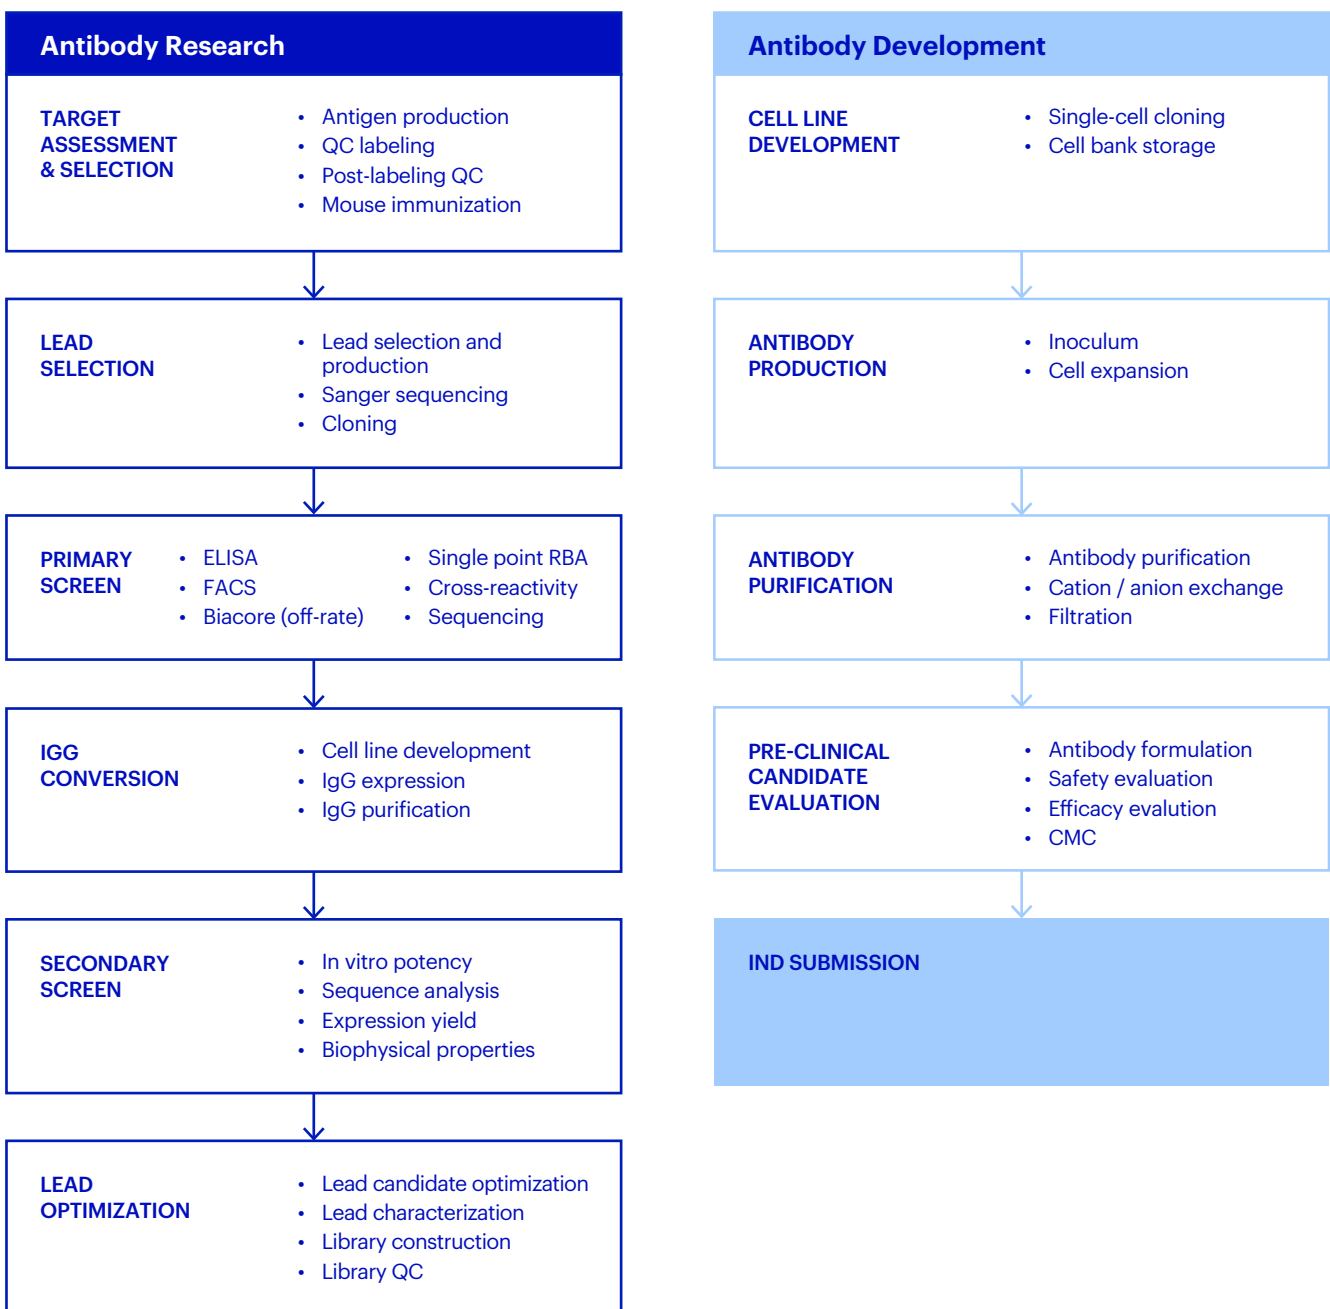 Antibody Research
TARGET
ASSESSMENT
& SELECTION
• Antigen production
• QC labeling
• Post-labeling QC
• Mouse immunization
LEAD
SELECTION
• Lead selection and
production
• Sanger sequencing
• Cloning
PRIMARY
SCREEN
• ELISA
• FACS
• Biacore (off-rate)
• Single point RBA
• Cross-reactivity
• Sequencing
IGG
CONVERSION
• Cell line development
• IgG expression
• IgG purification
SECONDARY
SCREEN
• In vitro potency
• Sequence analysis
• Expression yield
• Biophysical properties
LEAD
OPTIMIZATION
• Lead candidate optimization
• Lead characterization
• Library construction
• Library QC
Antibody Development
CELL LINE
DEVELOPMENT
• Single-cell cloning
• Cell bank storage
ANTIBODY
PRODUCTION
• Inoculum
• Cell expansion
ANTIBODY
PURIFICATION
• Antibody purification
• Cation / anion exchange
• Filtration
PRE-CLINICAL
CANDIDATE
EVALUATION
• Antibody formulation
• Safety evaluation
• Efficacy evalution
• CMC
IND SUBMISSION